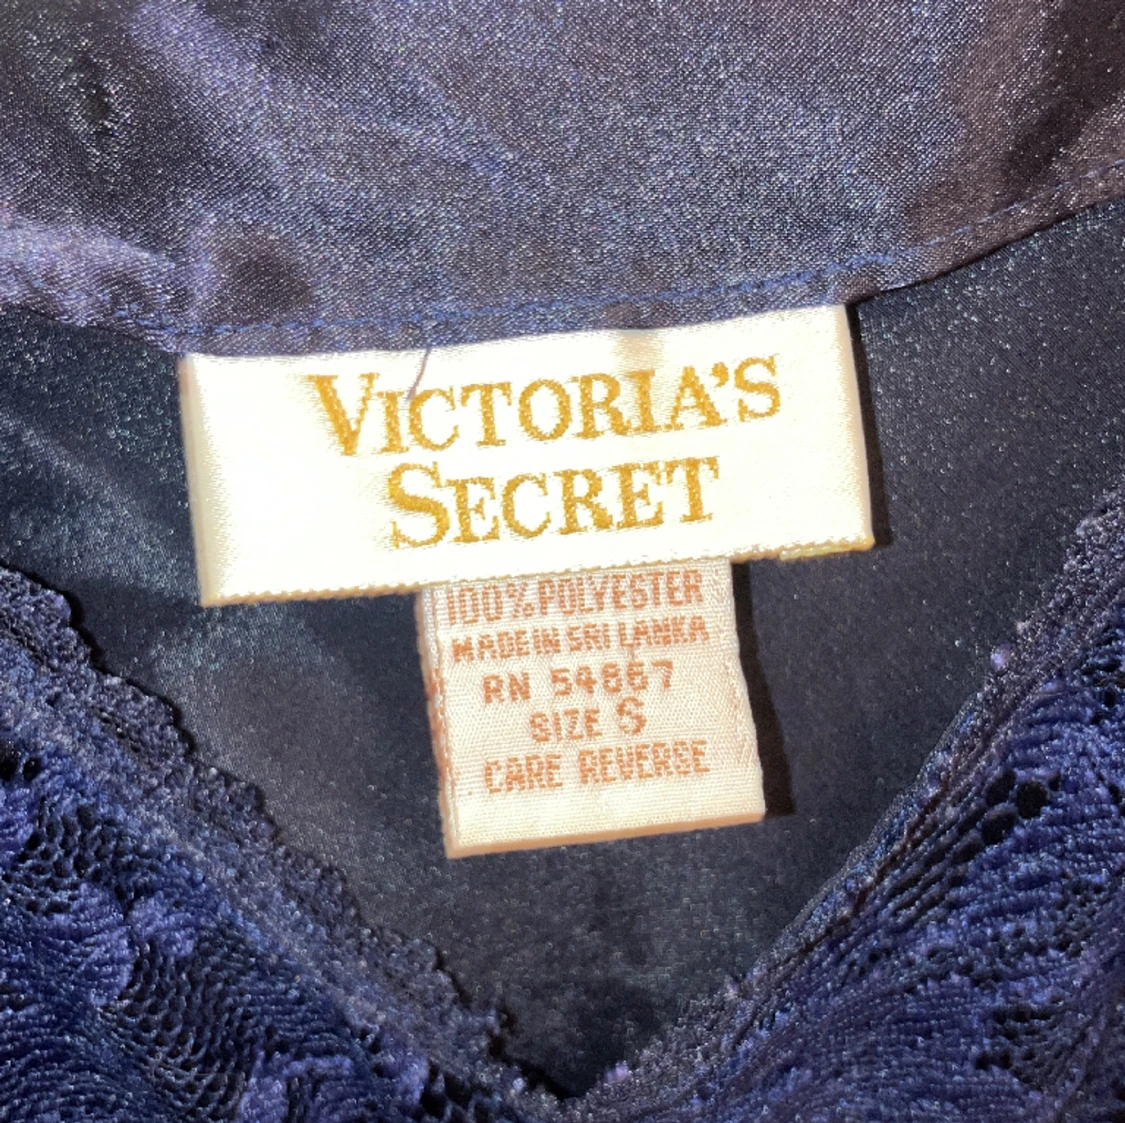 VICTORIA'S
SECRET
100% POLYESTER
MADE IN SRI LANKA
RN 54867
SIZE S
CARE REVERSE